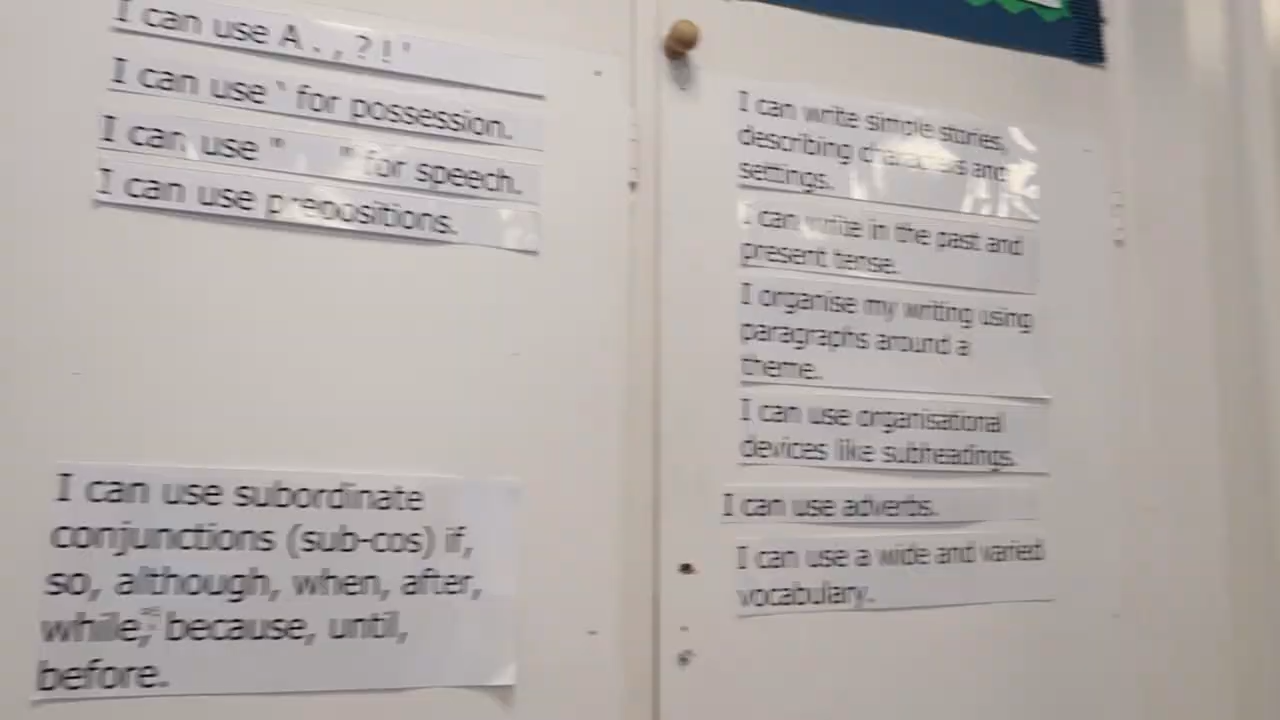 I can use A . , ? ! '
I can use ' for possession.
I can use " " for speech.
I can use prepositions.
I can use subordinate
conjunctions (sub-cos) if,
so, although, when, after,
while, because, until,
before.
I can write simple stories,
describing characters and
settings.
I can write in the past and
present tense.
I organise my writing using
paragraphs around a
theme.
I can use organisational
devices like subheadings.
I can use adverbs.
I can use a wide and varied
vocabulary.